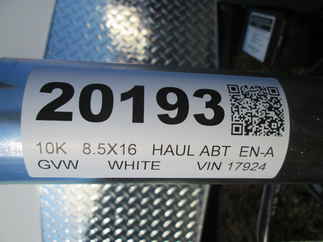 20193
10K 8.5X16 HAUL ABT EN-A
GVW WHITE VIN 17924